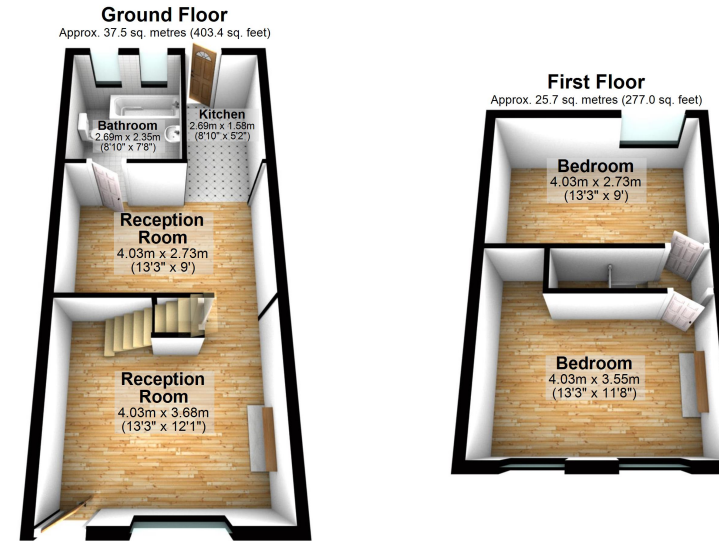 Ground Floor
Approx. 37.5 sq. metres (403.4 sq. feet)
Bathroom
2.69m x 2.35m
(8'10" x 7'8")
Kitchen
2.69m x 1.58m
(8'10" x 5'2")
Reception
Room
4.03m x 2.73m
(13'3" x 9')
Reception
Room
4.03m x 3.68m
(13'3" x 12'1")
First Floor
Approx. 25.7 sq. metres (277.0 sq. feet)
Bedroom
4.03m x 2.73m
(13'3" x 9')
Bedroom
4.03m x 3.55m
(13'3" x 11'8")